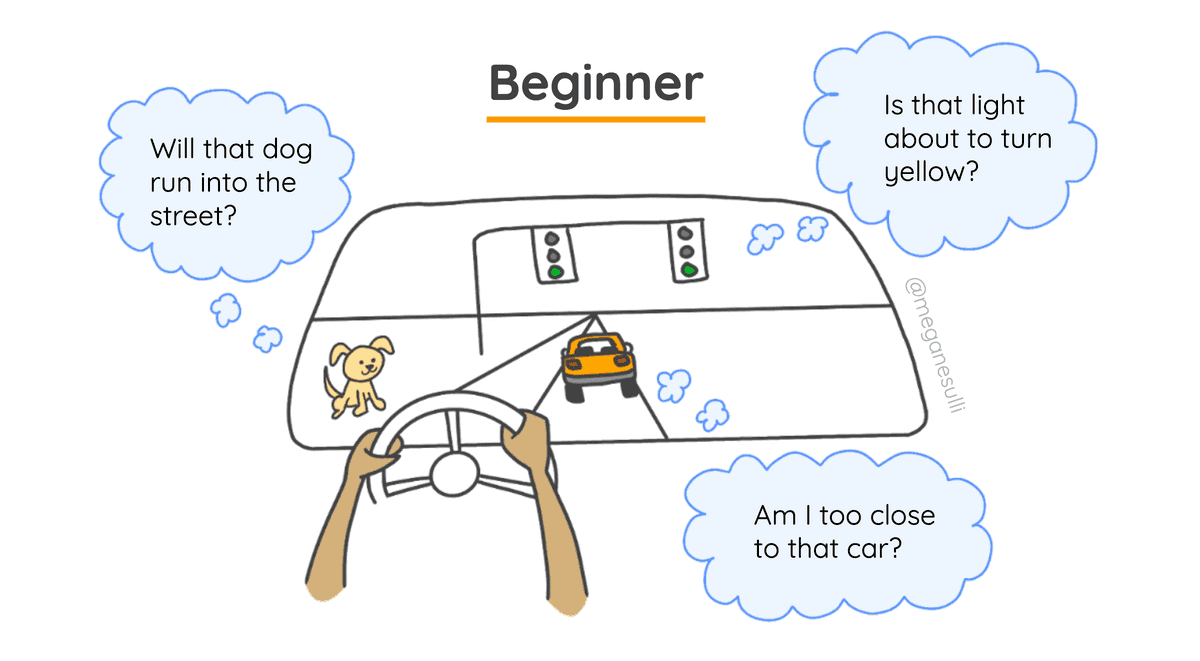 Beginner
Will that dog
run into the
street?
Is that light
about to turn
yellow?
@meganesulli
Am I too close
to that car?